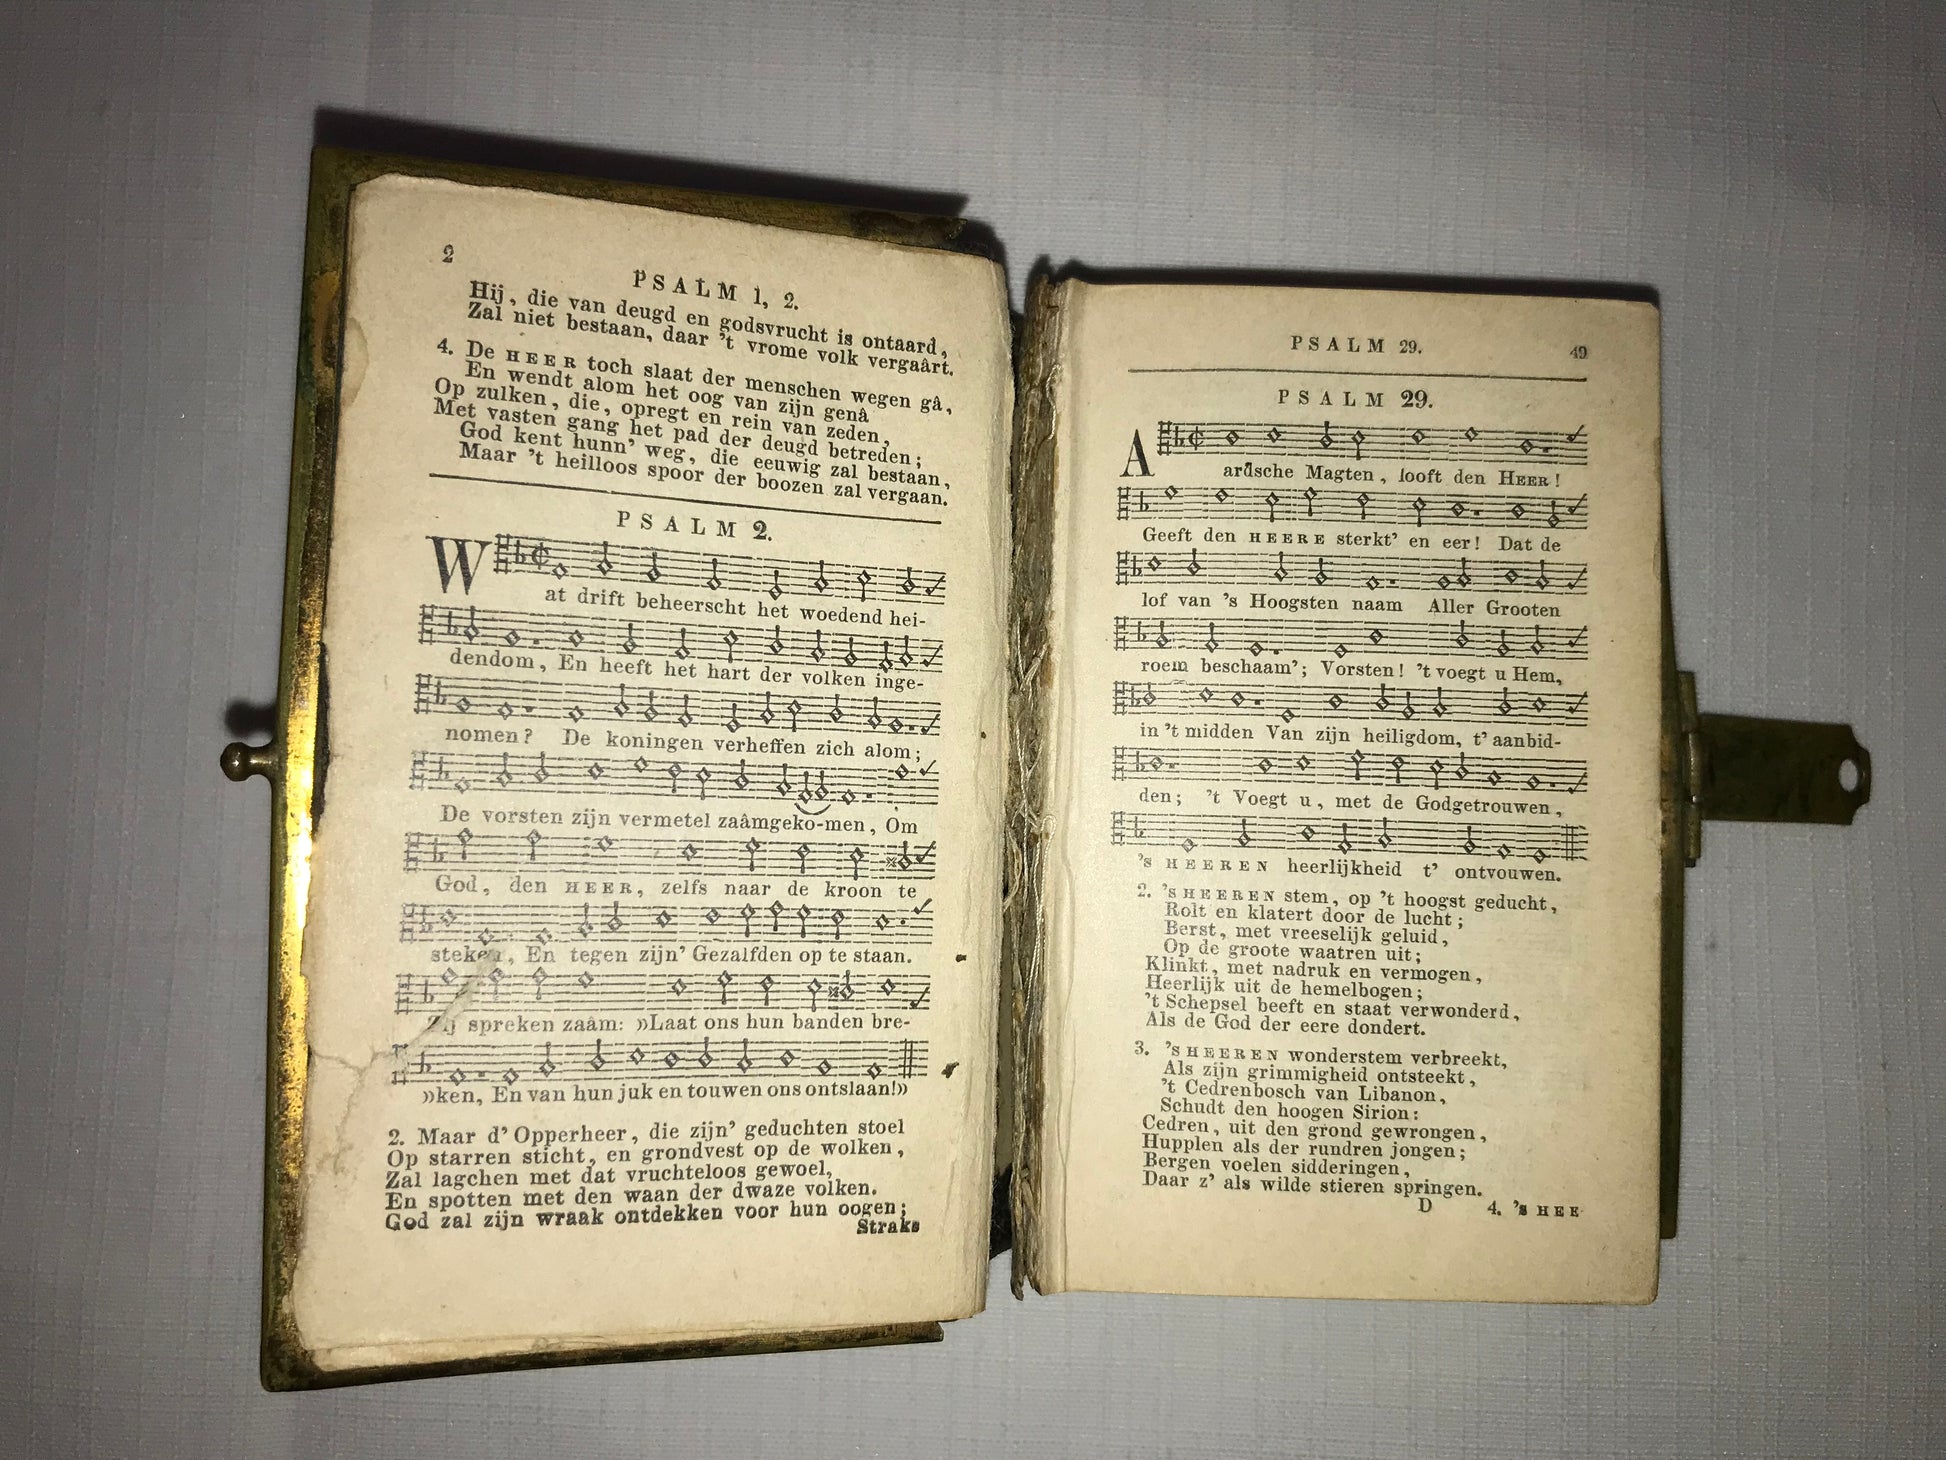 2
PSALM 1, 2.
Hij, die van deugd en godsvrucht is ontaard,
Zal niet bestaan, daar 't vrome volk vergaârt.
4. De HEER toch slaat der menschen wegen gâ,
En wendt alom het oog van zijn genâ
Op zulken, die, opregt en rein van zeden,
Met vasten gang het pad der deugd betreden;
God kent hunn' weg, die eeuwig zal bestaan,
Maar 't heilloos spoor der boozen zal vergaan.
PSALM 2.
Wat drift beheerscht het woedend hei-
dendom, En heeft het hart der volken inge-
nomen? De koningen verheffen zich alom;
De vorsten zijn vermetel zaâmgeko-men, Om
God, den HEER, zelfs naar de kroon te
steken, En tegen zijn' Gezalfden op te staan.
Zij spreken zaâm: »Laat ons hun banden bre-
»ken, En van hun juk en touwen ons ontslaan!»
2. Maar d' Opperheer, die zijn' geduchten stoel
Op starren sticht, en grondvest op de wolken,
Zal lagchen met dat vruchteloos gewoel,
En spotten met den waan der dwaze volken.
God zal zijn wraak ontdekken voor hun oogen;
Straks
PSALM 29.
49
PSALM 29.
Aardsche Magten, looft den HEER!
Geeft den HEERE sterkt' en eer! Dat de
lof van 's Hoogsten naam Aller Grooten
roem beschaam'; Vorsten! 't voegt u Hem,
in 't midden Van zijn heiligdom, t' aanbid-
den; 't Voegt u, met de Godgetrouwen,
's HEEREN heerlijkheid t' ontvouwen.
2. 's HEEREN stem, op 't hoogst geducht,
Rolt en klatert door de lucht;
Berst, met vreeselijk geluid,
Op de groote waatren uit;
Klinkt, met nadruk en vermogen,
Heerlijk uit de hemelbogen;
't Schepsel beeft en staat verwonderd,
Als de God der eere dondert.
3. 's HEEREN wonderstem verbreekt,
Als zijn grimmigheid ontsteekt,
't Cedrenbosch van Libanon,
Schudt den hoogen Sirion:
Cedren, uit den grond gewrongen,
Hupplen als der rundren jongen;
Bergen voelen sidderingen,
Daar z' als wilde stieren springen.
D 4. 's HEE